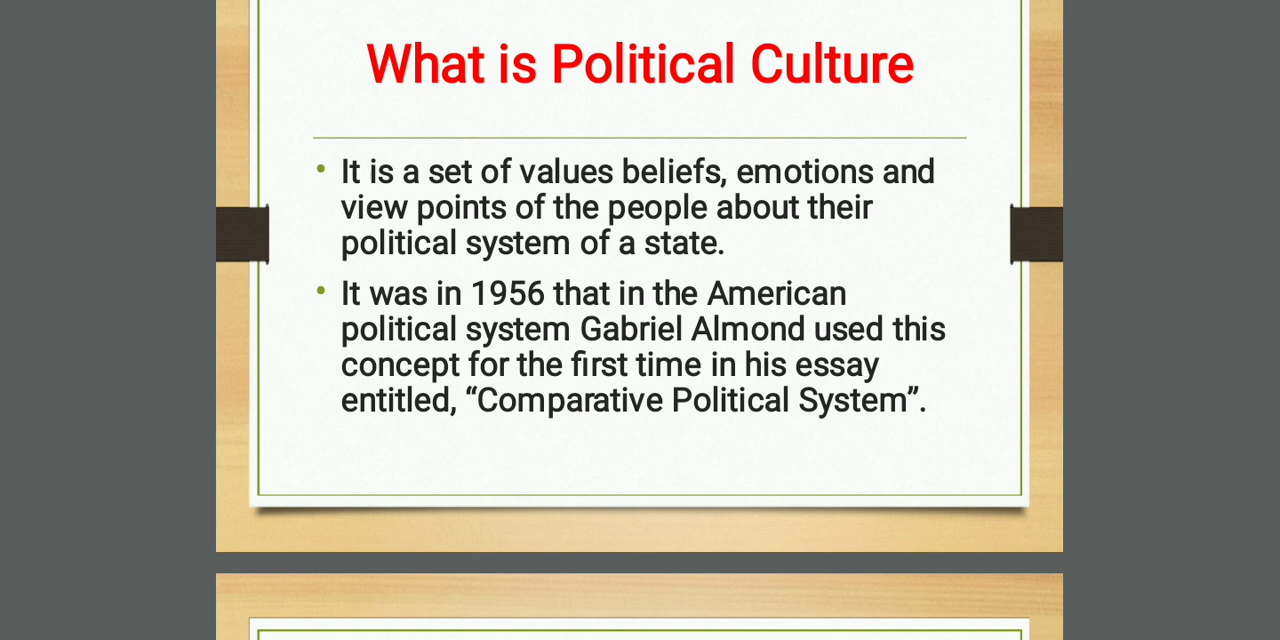 What is Political Culture
• It is a set of values beliefs, emotions and
view points of the people about their
political system of a state.
• It was in 1956 that in the American
political system Gabriel Almond used this
concept for the first time in his essay
entitled, “Comparative Political System”.